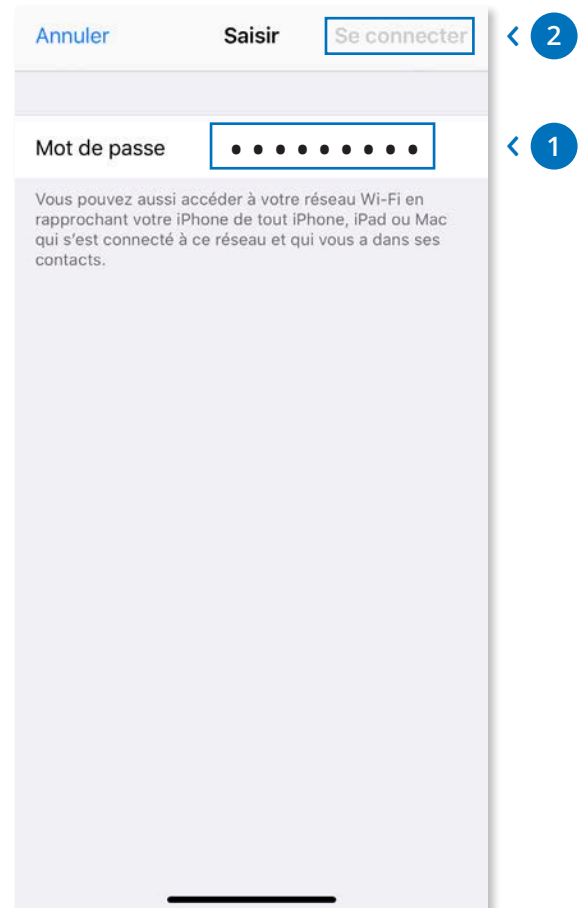 Annuler Saisir Se connecter 2
Mot de passe ••••••••• 1
Vous pouvez aussi accéder à votre réseau Wi-Fi en
rapprochant votre iPhone de tout iPhone, iPad ou Mac
qui s'est connecté à ce réseau et qui vous a dans ses
contacts.